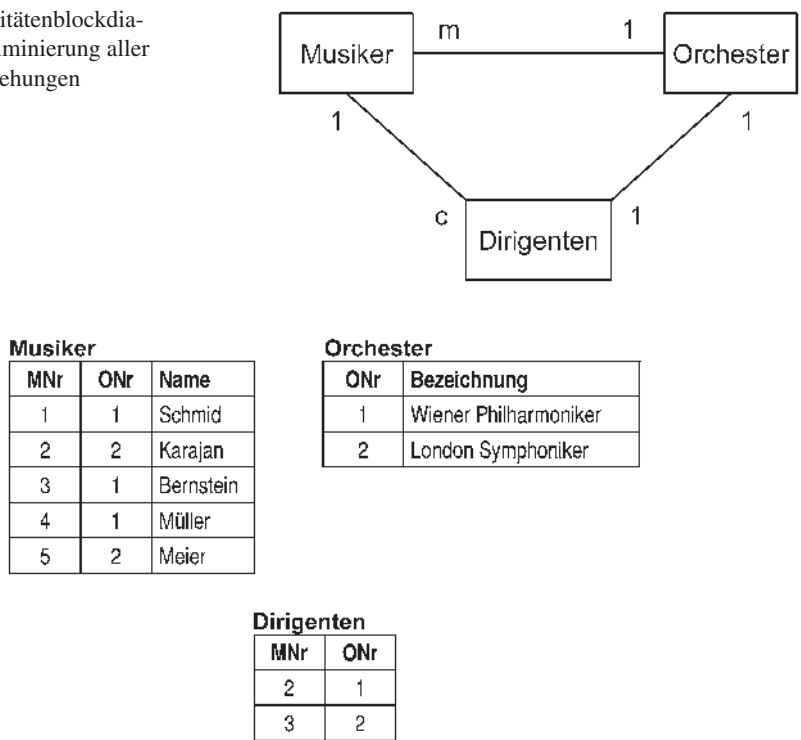 itätenblockdia-
iminierung aller
ehungen
Musiker m 1 Orchester
1 1
c Dirigenten 1
Musiker
MNr ONr Name
1 1 Schmid
2 2 Karajan
3 1 Bernstein
4 1 Müller
5 2 Meier
Orchester
ONr Bezeichnung
1 Wiener Philharmoniker
2 London Symphoniker
Dirigenten
MNr ONr
2 1
3 2